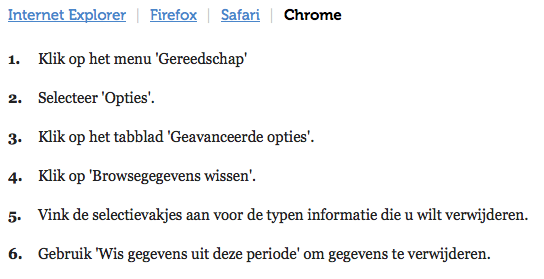 Internet Explorer | Firefox | Safari | Chrome
1. Klik op het menu 'Gereedschap'
2. Selecteer 'Opties'.
3. Klik op het tabblad 'Geavanceerde opties'.
4. Klik op 'Browsegegevens wissen'.
5. Vink de selectievakjes aan voor de typen informatie die u wilt verwijderen.
6. Gebruik 'Wis gegevens uit deze periode' om gegevens te verwijderen.